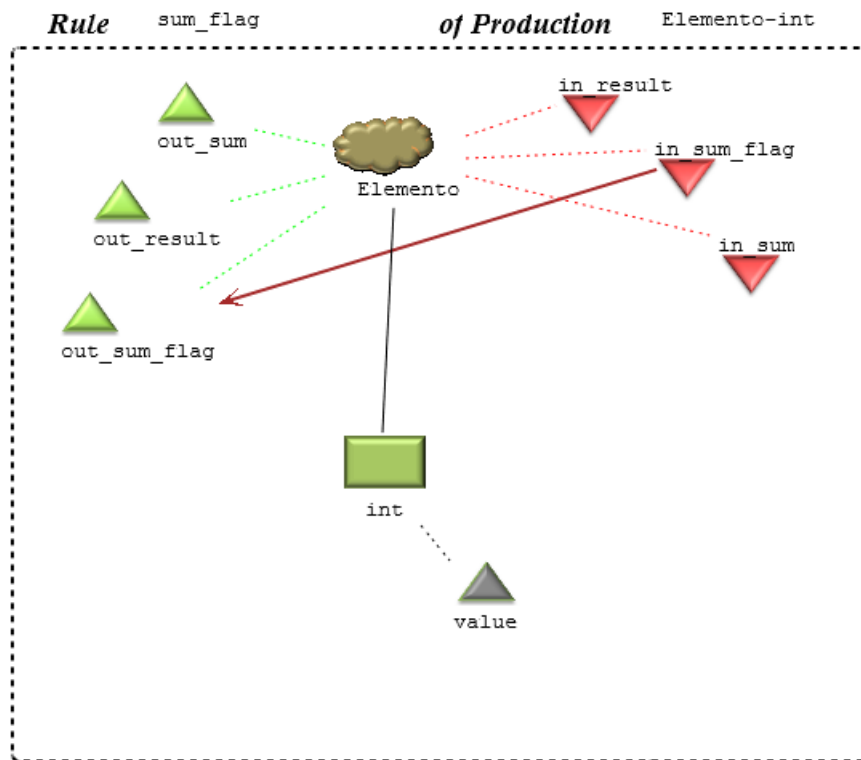 Rule sum_flag of Production Elemento-int
in_result
out_sum
in_sum_flag
Elemento
out_result
in_sum
out_sum_flag
int
value